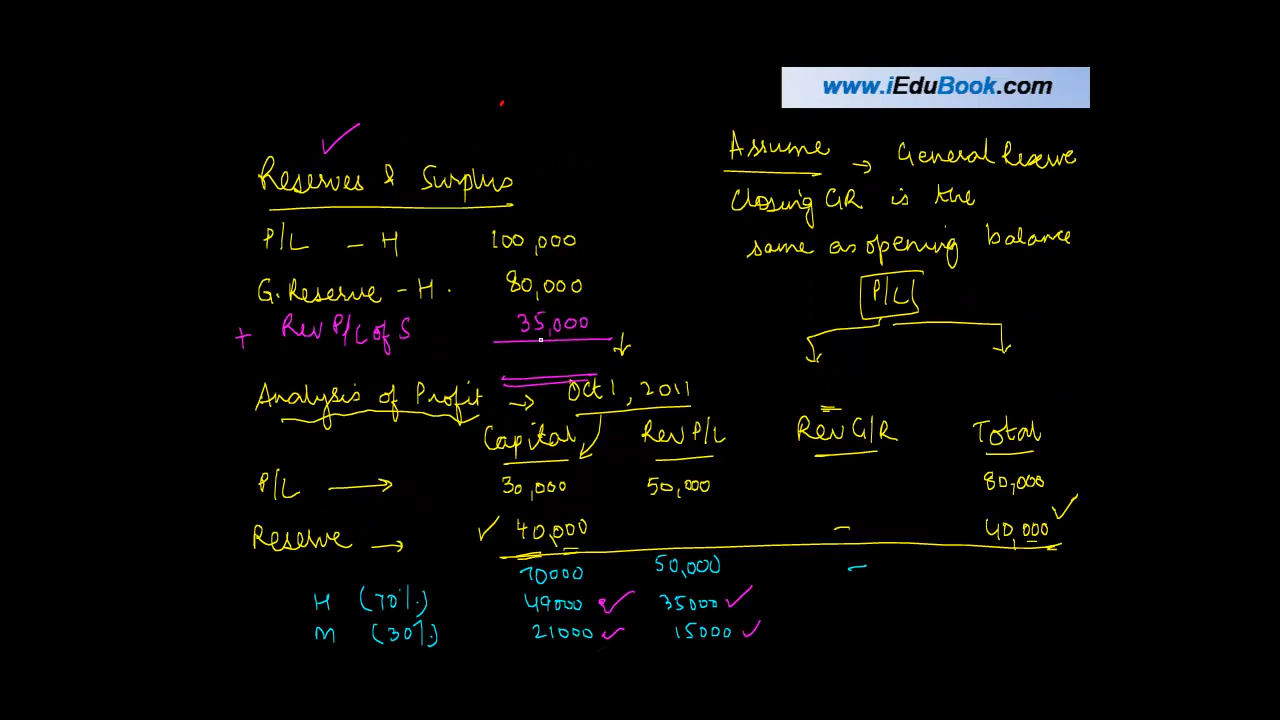 www.iEduBook.com
Assume → General Reserve
Closing GR is the
same as opening balance
P/L
Reserves & Surplus
P/L - H 100,000
G. Reserve - H. 80,000
+ Rev P/L of S 35,000
Analysis of Profit → Oct 1, 2011
Capital Rev P/L Rev G/R Total
P/L → 30,000 50,000 80,000
Reserve → 40,000 - 40,000
70000 50,000 -
H (70%) 49000 35000
M (30%) 21000 15000